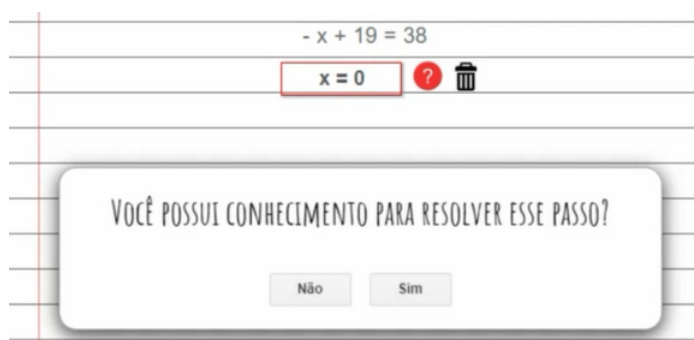 - x + 19 = 38
x = 0 ?
Você possui conhecimento para resolver esse passo?
Não Sim